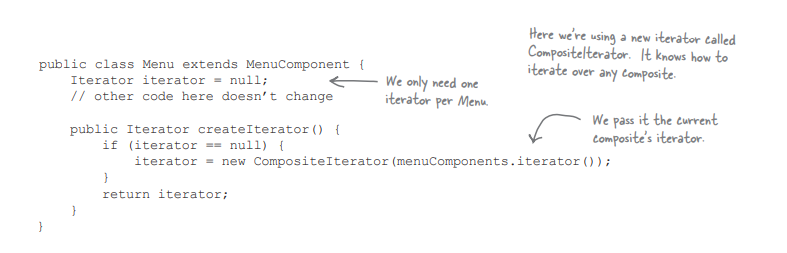 Here we're using a new iterator called
CompositeIterator. It knows how to
iterate over any composite.
public class Menu extends MenuComponent {
Iterator iterator = null;
// other code here doesn't change
We only need one
iterator per Menu.
public Iterator createIterator() {
We pass it the current
composite's iterator.
if (iterator == null) {
iterator = new CompositeIterator(menuComponents.iterator());
}
return iterator;
}
}